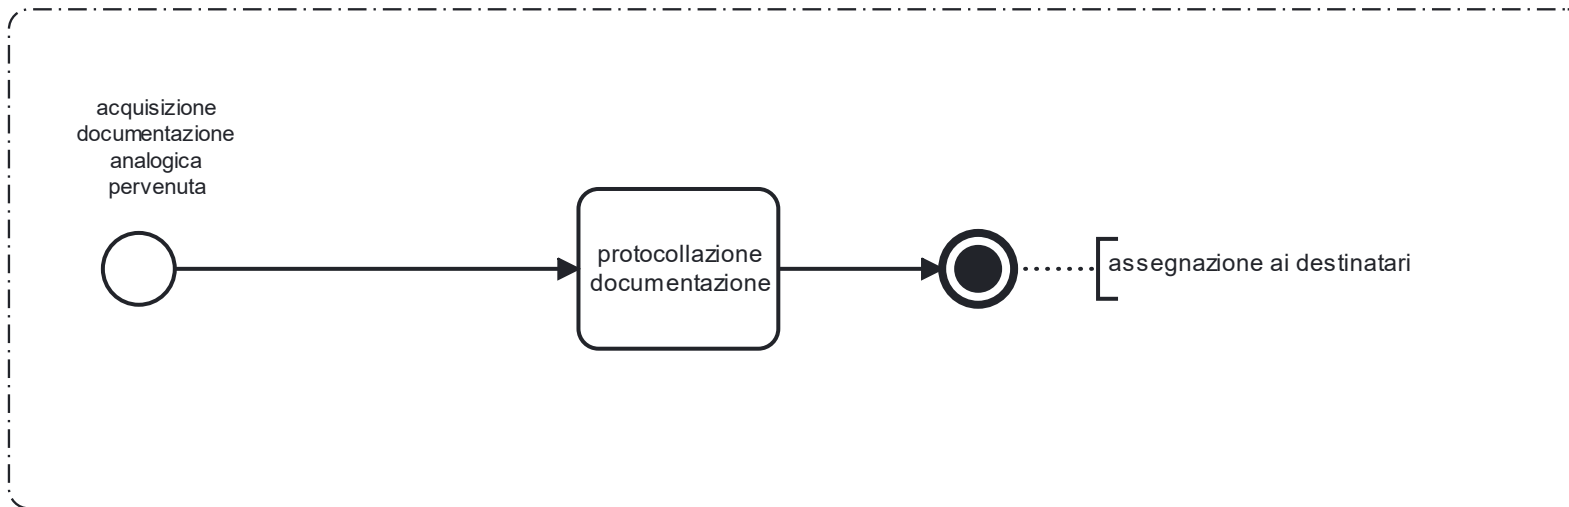 acquisizione
documentazione
analogica
pervenuta
protocollazione
documentazione
assegnazione ai destinatari